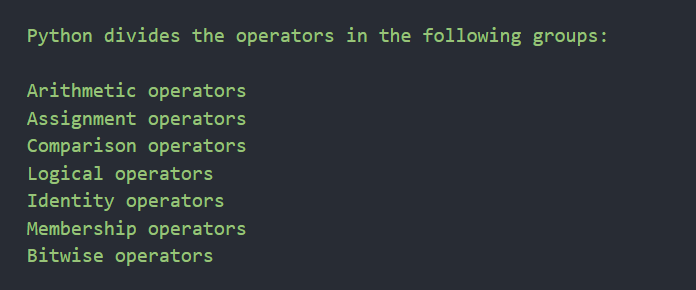 Python divides the operators in the following groups:
Arithmetic operators
Assignment operators
Comparison operators
Logical operators
Identity operators
Membership operators
Bitwise operators